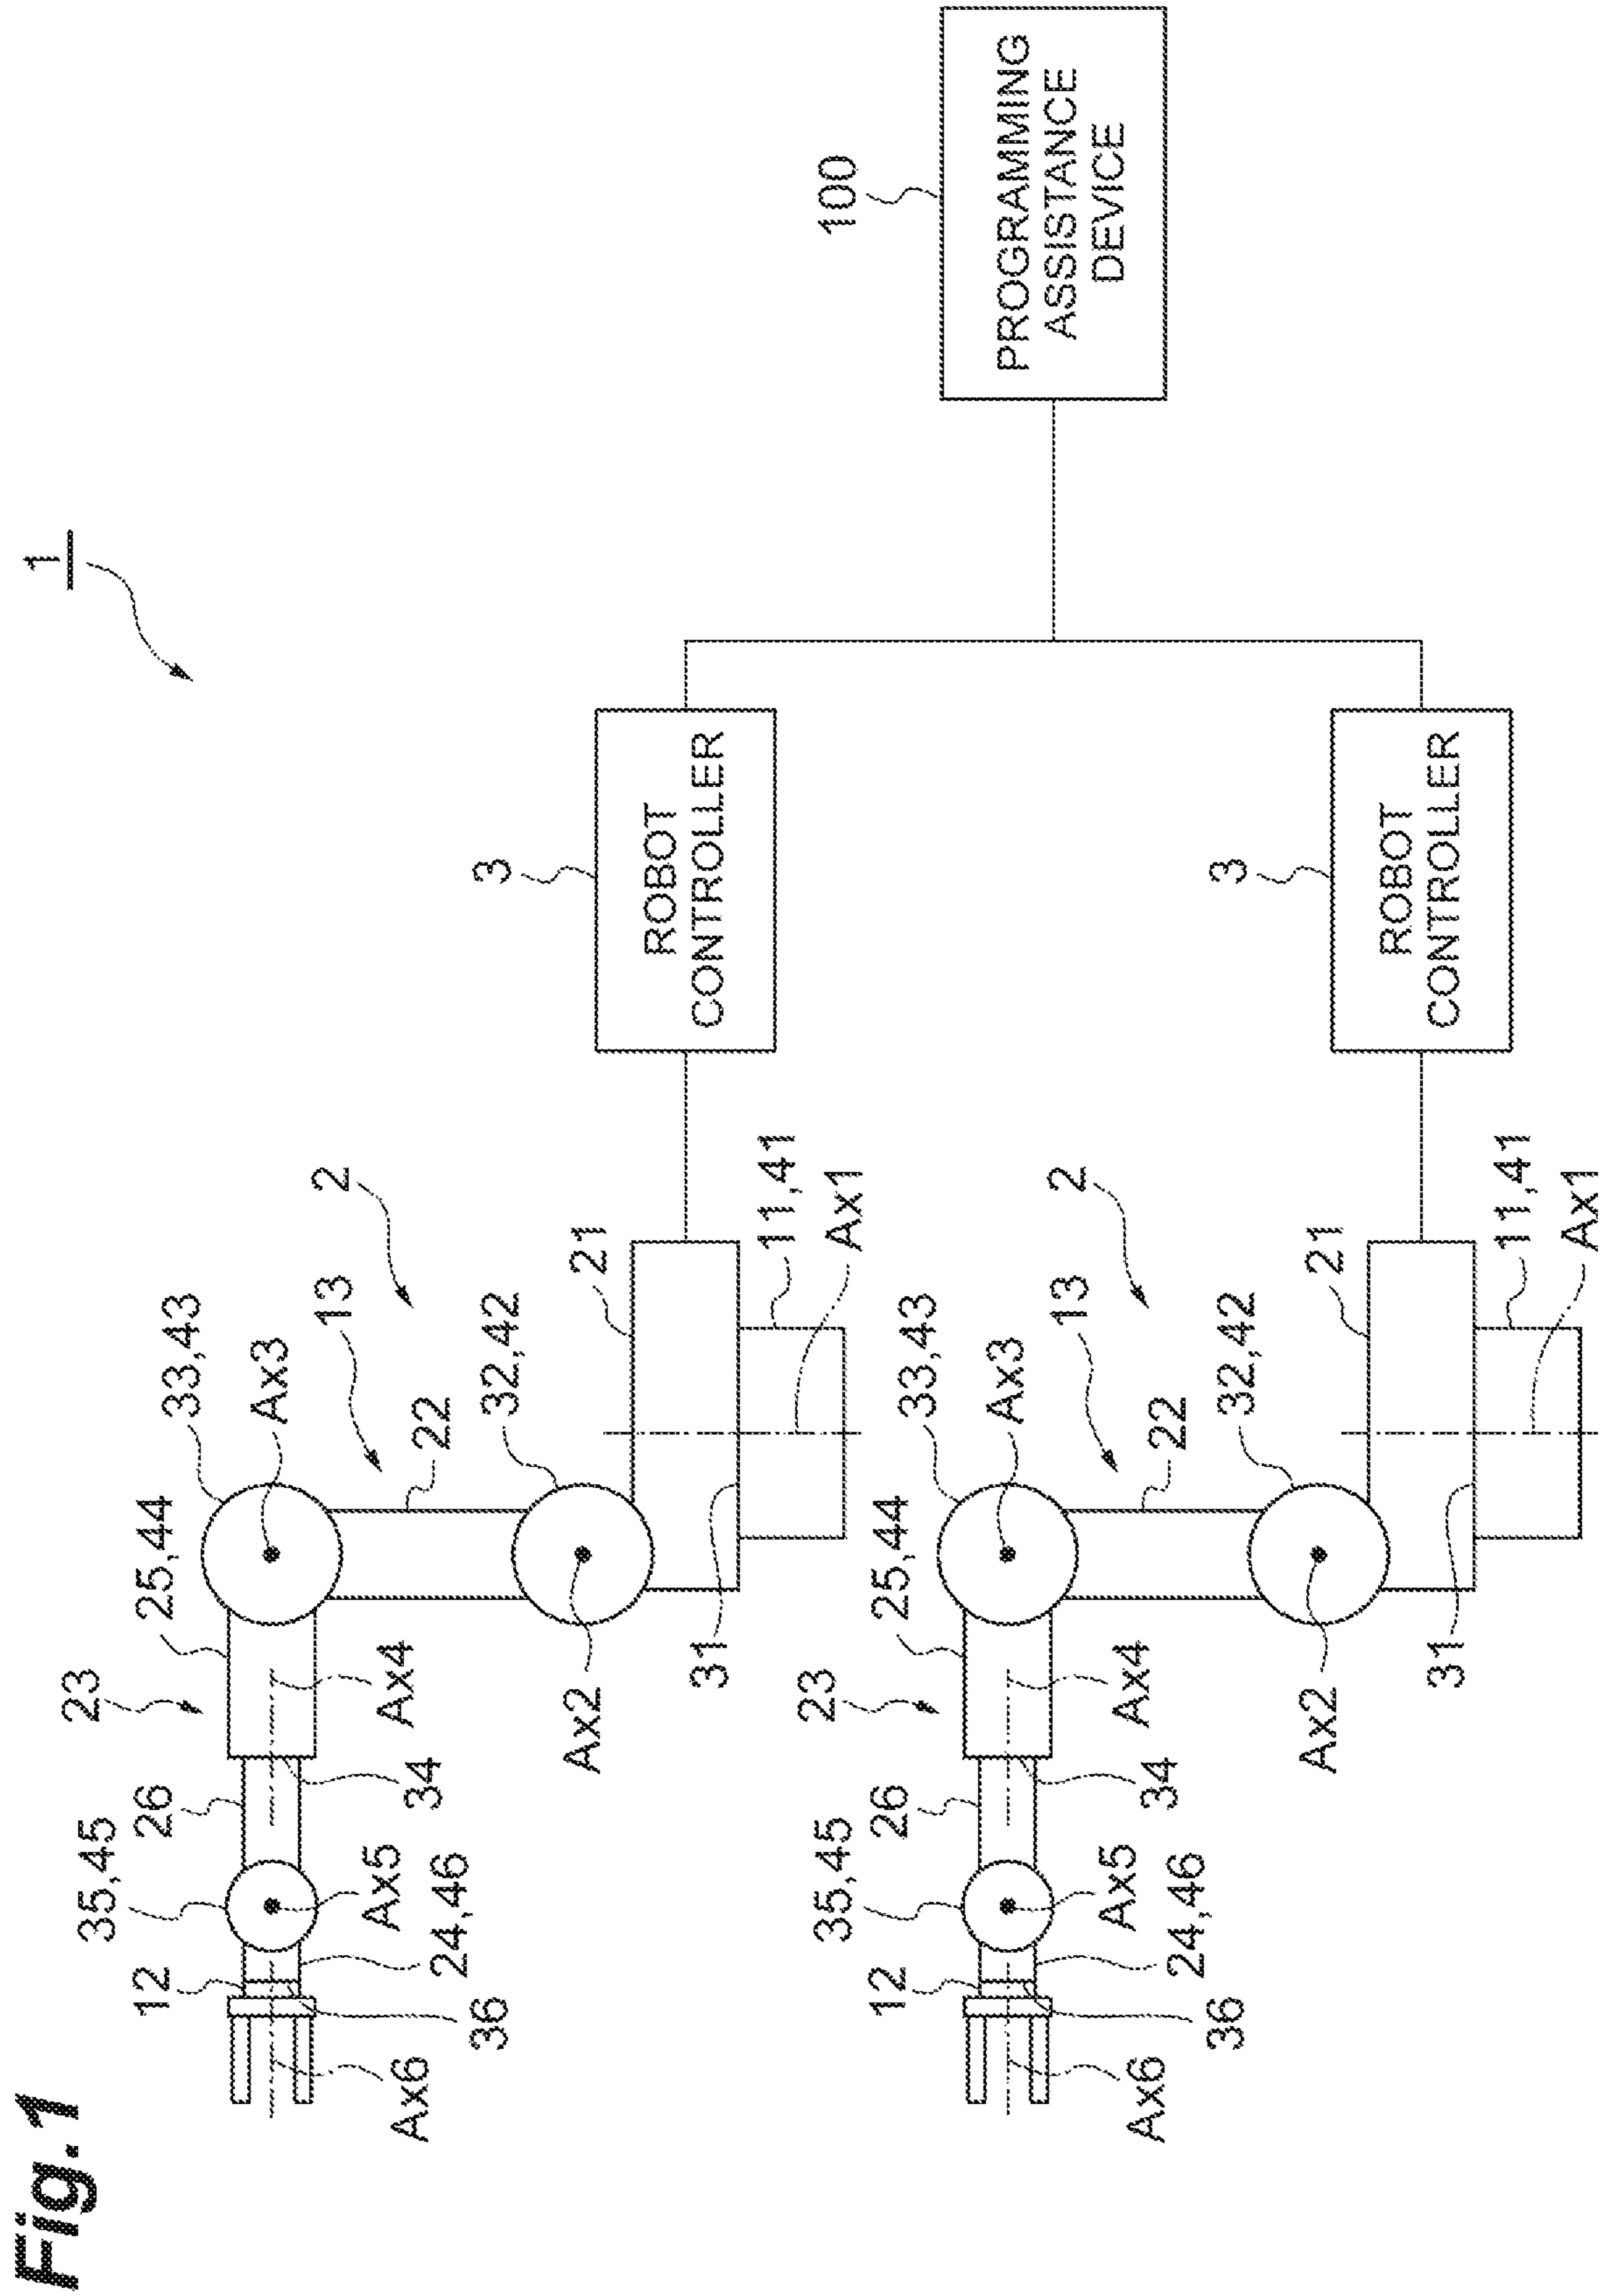 Fig.1
1
100
PROGRAMMING
ASSISTANCE
DEVICE
3
ROBOT
CONTROLLER
3
ROBOT
CONTROLLER
2
13
33,43
Ax3
25,44
23
26
35,45
12
Ax6
36
24,46
Ax5
34
Ax4
22
32,42
Ax2
21
31
11,41
Ax1
2
13
33,43
Ax3
25,44
23
26
35,45
12
Ax6
36
24,46
Ax5
34
Ax4
22
32,42
Ax2
21
31
11,41
Ax1